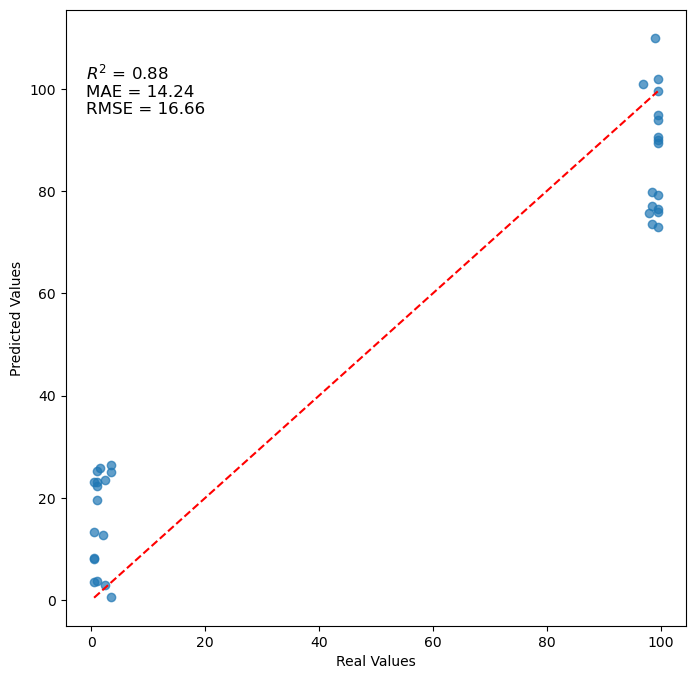 R² = 0.88
MAE = 14.24
RMSE = 16.66
100
80
60
40
20
0
Predicted Values
0 20 40 60 80 100
Real Values